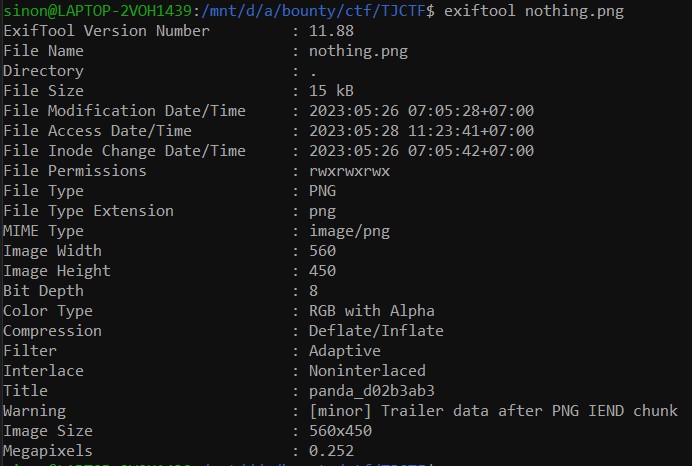 sinon@LAPTOP-2VOH1439:/mnt/d/a/bounty/ctf/TJCTF$ exiftool nothing.png
ExifTool Version Number : 11.88
File Name : nothing.png
Directory : .
File Size : 15 kB
File Modification Date/Time : 2023:05:26 07:05:28+07:00
File Access Date/Time : 2023:05:28 11:23:41+07:00
File Inode Change Date/Time : 2023:05:26 07:05:42+07:00
File Permissions : rwxrwxrwx
File Type : PNG
File Type Extension : png
MIME Type : image/png
Image Width : 560
Image Height : 450
Bit Depth : 8
Color Type : RGB with Alpha
Compression : Deflate/Inflate
Filter : Adaptive
Interlace : Noninterlaced
Title : panda_d02b3ab3
Warning : [minor] Trailer data after PNG IEND chunk
Image Size : 560x450
Megapixels : 0.252